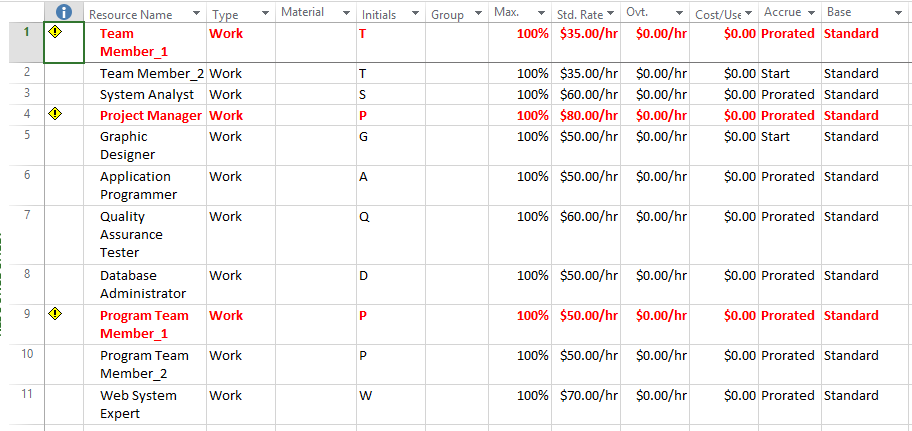 Resource Name Type Material Initials Group Max. Std. Rate Ovt. Cost/Use Accrue Base
1 Team Work T 100% $35.00/hr $0.00/hr $0.00 Prorated Standard
Member_1
2 Team Member_2 Work T 100% $35.00/hr $0.00/hr $0.00 Start Standard
3 System Analyst Work S 100% $60.00/hr $0.00/hr $0.00 Prorated Standard
4 Project Manager Work P 100% $80.00/hr $0.00/hr $0.00 Prorated Standard
5 Graphic Work G 100% $50.00/hr $0.00/hr $0.00 Start Standard
Designer
6 Application Work A 100% $50.00/hr $0.00/hr $0.00 Prorated Standard
Programmer
7 Quality Work Q 100% $60.00/hr $0.00/hr $0.00 Prorated Standard
Assurance
Tester
8 Database Work D 100% $50.00/hr $0.00/hr $0.00 Prorated Standard
Administrator
9 Program Team Work P 100% $50.00/hr $0.00/hr $0.00 Prorated Standard
Member_1
10 Program Team Work P 100% $50.00/hr $0.00/hr $0.00 Prorated Standard
Member_2
11 Web System Work W 100% $70.00/hr $0.00/hr $0.00 Prorated Standard
Expert